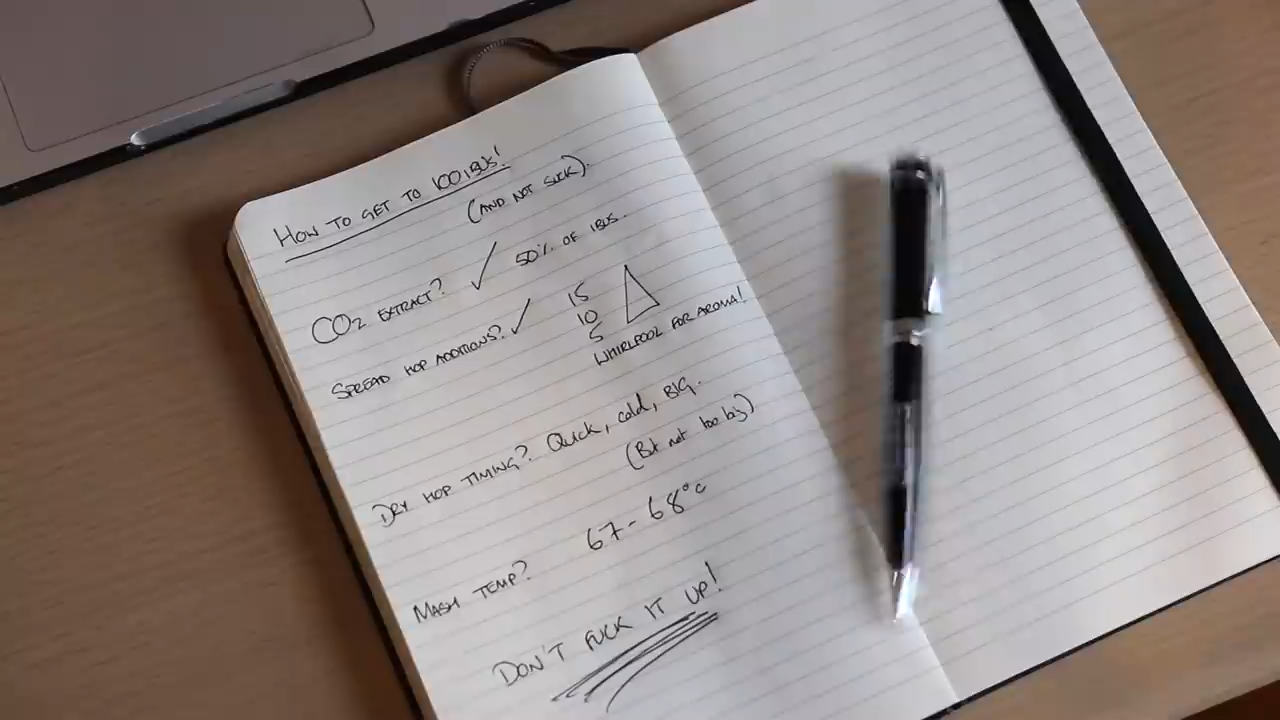 HOW TO GET TO 100IBUS!
(AND NOT SUCK).
CO2 EXTRACT? ✓ 50% OF IBUS.
SPREAD HOP ADDITIONS? ✓ 15
10
5
WHIRLPOOL FOR AROMA!
DRY HOP TIMING? Quick, cold, BIG.
(But not too big)
MASH TEMP? 67-68°C
DON'T FUCK IT UP!